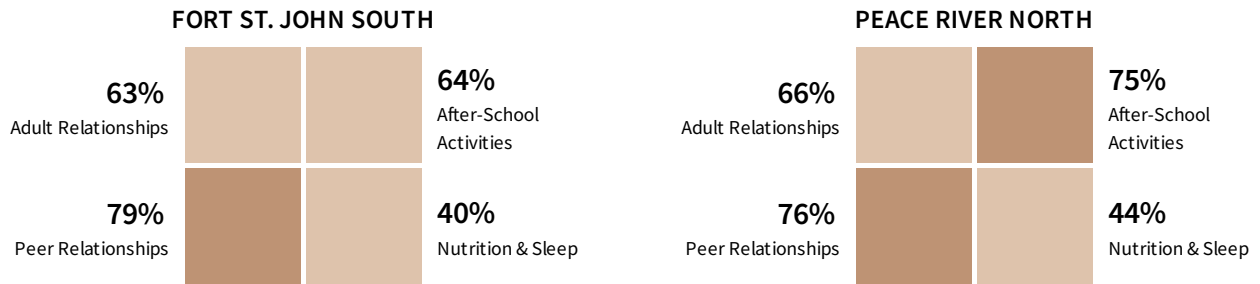 FORT ST. JOHN SOUTH
63%
Adult Relationships
64%
After-School
Activities
79%
Peer Relationships
40%
Nutrition & Sleep
PEACE RIVER NORTH
66%
Adult Relationships
75%
After-School
Activities
76%
Peer Relationships
44%
Nutrition & Sleep